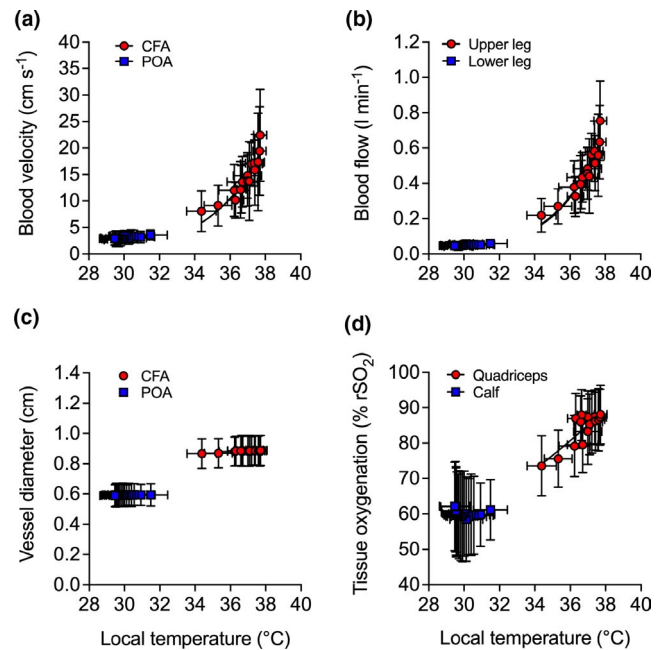 (a)
Blood velocity (cm s⁻¹)
40
35
30
25
20
15
10
5
0
CFA
POA
28 30 32 34 36 38 40
(b)
Blood flow (l min⁻¹)
1.2
1.0
0.8
0.6
0.4
0.2
0.0
Upper leg
Lower leg
28 30 32 34 36 38 40
(c)
Vessel diameter (cm)
1.4
1.2
1.0
0.8
0.6
0.4
0.2
0.0
CFA
POA
28 30 32 34 36 38 40
Local temperature (°C)
(d)
Tissue oxygenation (% rSO₂)
100
90
80
70
60
50
40
Quadriceps
Calf
28 30 32 34 36 38 40
Local temperature (°C)